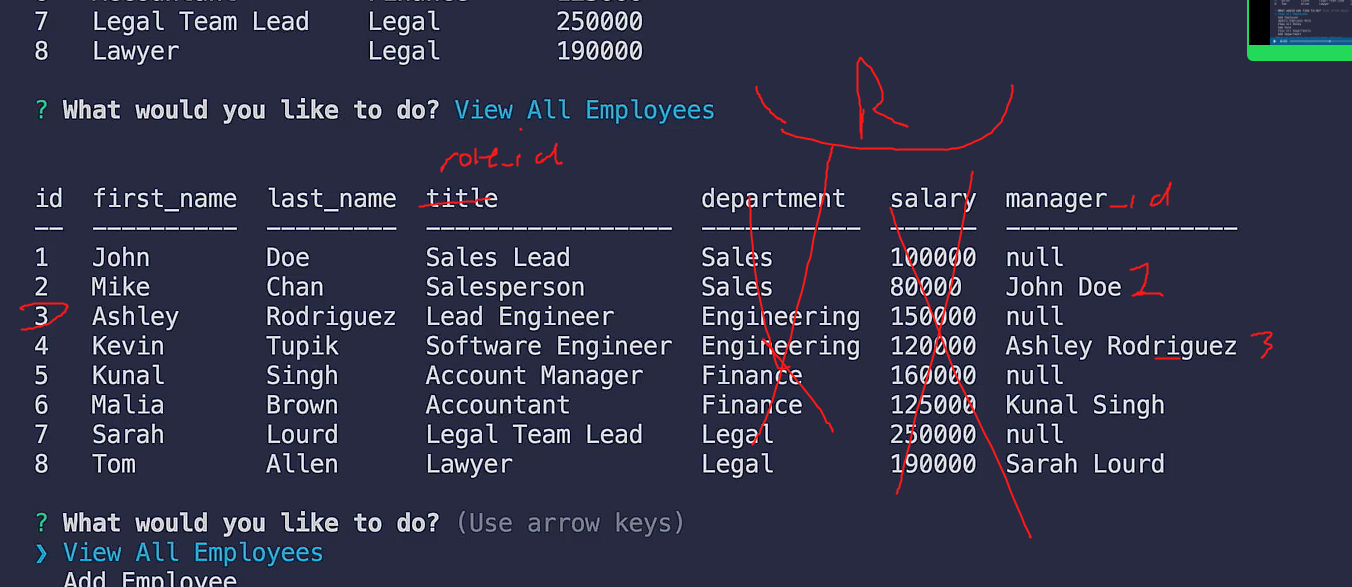 7 Legal Team Lead Legal 250000
8 Lawyer Legal 190000
? What would you like to do? View All Employees
R
role_id
id first_name last_name title department salary manager_id
-- ---------- --------- ----------------- ----------- ------ ----------------
1 John Doe Sales Lead Sales 100000 null
2 Mike Chan Salesperson Sales 80000 John Doe 1
3 Ashley Rodriguez Lead Engineer Engineering 150000 null
4 Kevin Tupik Software Engineer Engineering 120000 Ashley Rodriguez 3
5 Kunal Singh Account Manager Finance 160000 null
6 Malia Brown Accountant Finance 125000 Kunal Singh
7 Sarah Lourd Legal Team Lead Legal 250000 null
8 Tom Allen Lawyer Legal 190000 Sarah Lourd
? What would you like to do? (Use arrow keys)
❯ View All Employees
Add Employee